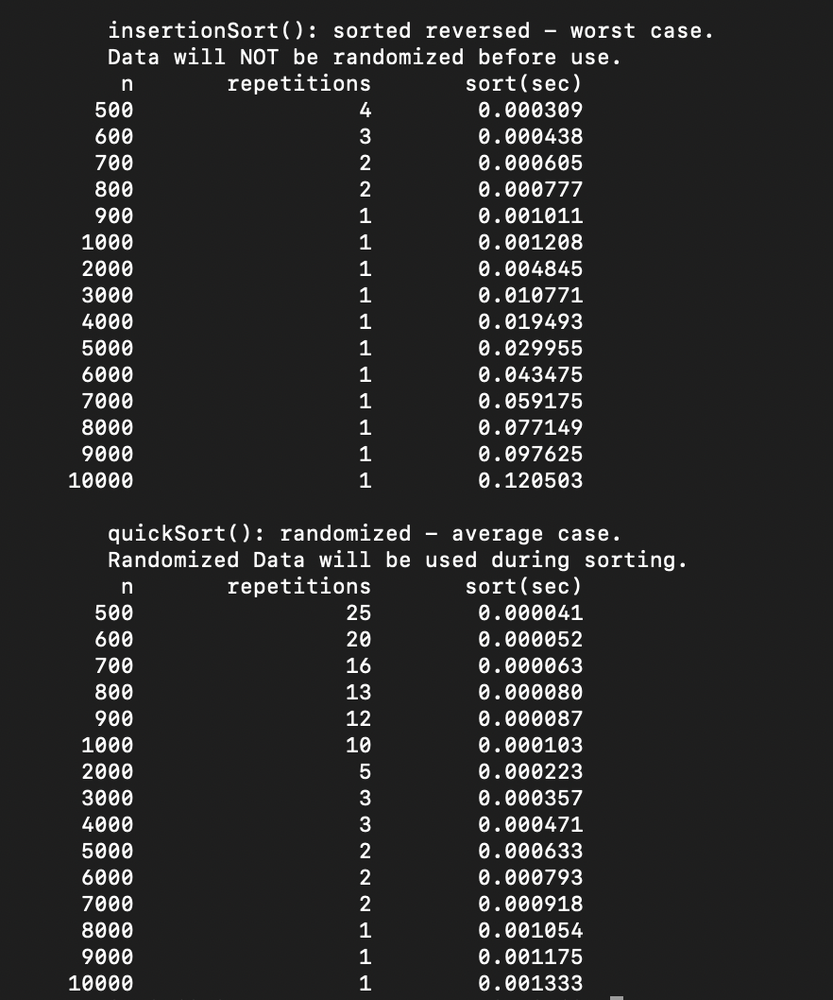 insertionSort(): sorted reversed – worst case.
Data will NOT be randomized before use.
n repetitions sort(sec)
500 4 0.000309
600 3 0.000438
700 2 0.000605
800 2 0.000777
900 1 0.001011
1000 1 0.001208
2000 1 0.004845
3000 1 0.010771
4000 1 0.019493
5000 1 0.029955
6000 1 0.043475
7000 1 0.059175
8000 1 0.077149
9000 1 0.097625
10000 1 0.120503
quickSort(): randomized – average case.
Randomized Data will be used during sorting.
n repetitions sort(sec)
500 25 0.000041
600 20 0.000052
700 16 0.000063
800 13 0.000080
900 12 0.000087
1000 10 0.000103
2000 5 0.000223
3000 3 0.000357
4000 3 0.000471
5000 2 0.000633
6000 2 0.000793
7000 2 0.000918
8000 1 0.001054
9000 1 0.001175
10000 1 0.001333